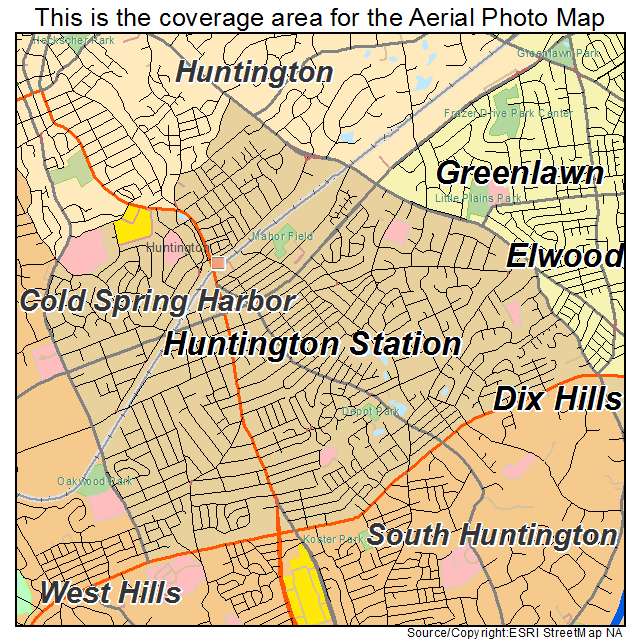 This is the coverage area for the Aerial Photo Map
Heckscher Park
Greenlawn Park
Huntington
Frazer Drive Park Center
Greenlawn
Little Plains Park
Manor Field
Huntington
Elwood
Cold Spring Harbor
Huntington Station
Dix Hills
Depot Park
Oakwood Park
South Huntington
Koster Park
West Hills
Source/Copyright:ESRI StreetMap NA